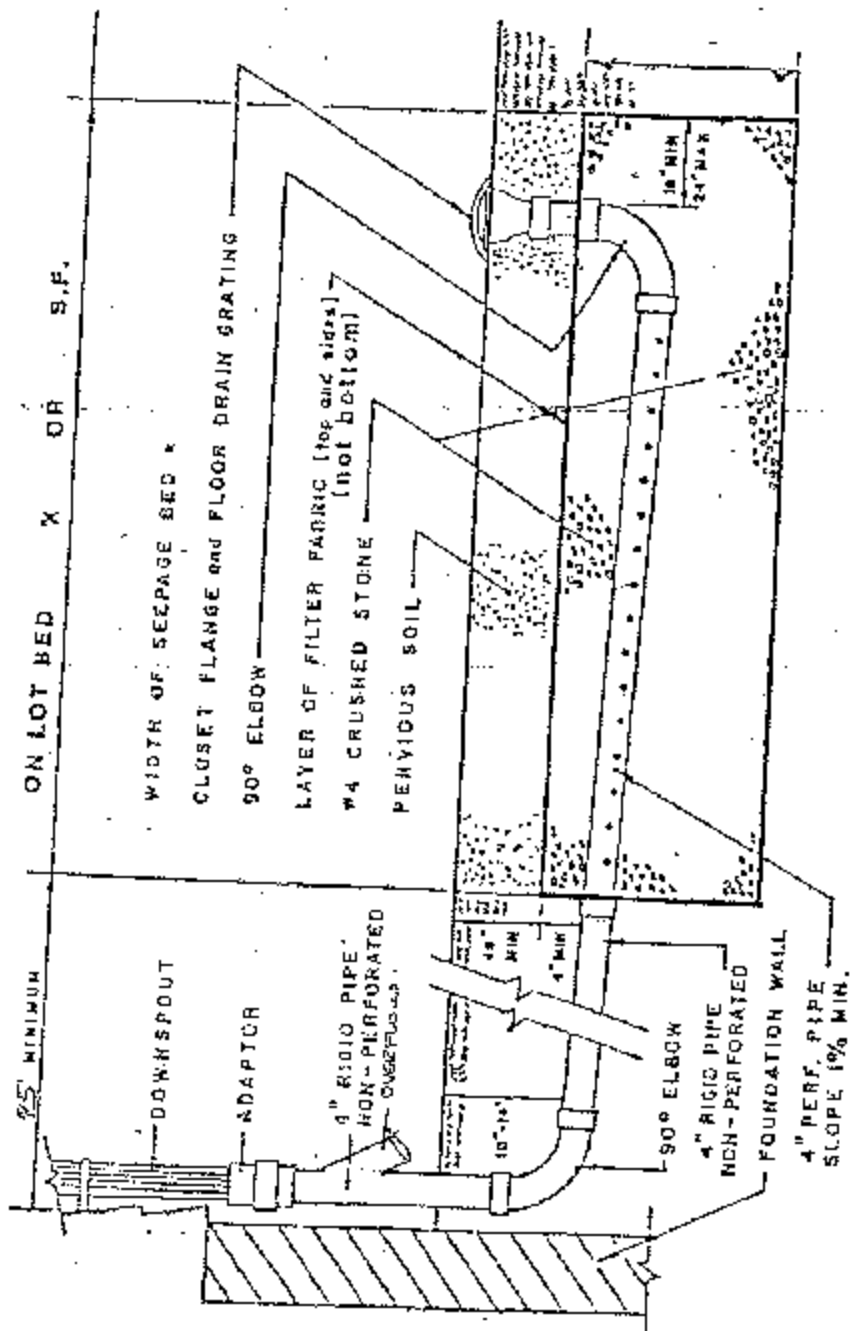 ON LOT BED X OR S.F.
MINIMUM
WIDTH OF SEEPAGE BED
CLOSET FLANGE and FLOOR DRAIN GRATING
90° ELBOW
LAYER OF FILTER FABRIC [top and sides]
[not bottom]
#4 CRUSHED STONE
PERVIOUS SOIL
DOWNSPOUT
ADAPTOR
4" RIGID PIPE
NON-PERFORATED
OVERFLOW
MIN
4" MIN
18" MIN
24" MAX
90° ELBOW
4" RIGID PIPE
NON-PERFORATED
FOUNDATION WALL
4" PERF. PIPE
SLOPE 1% MIN.